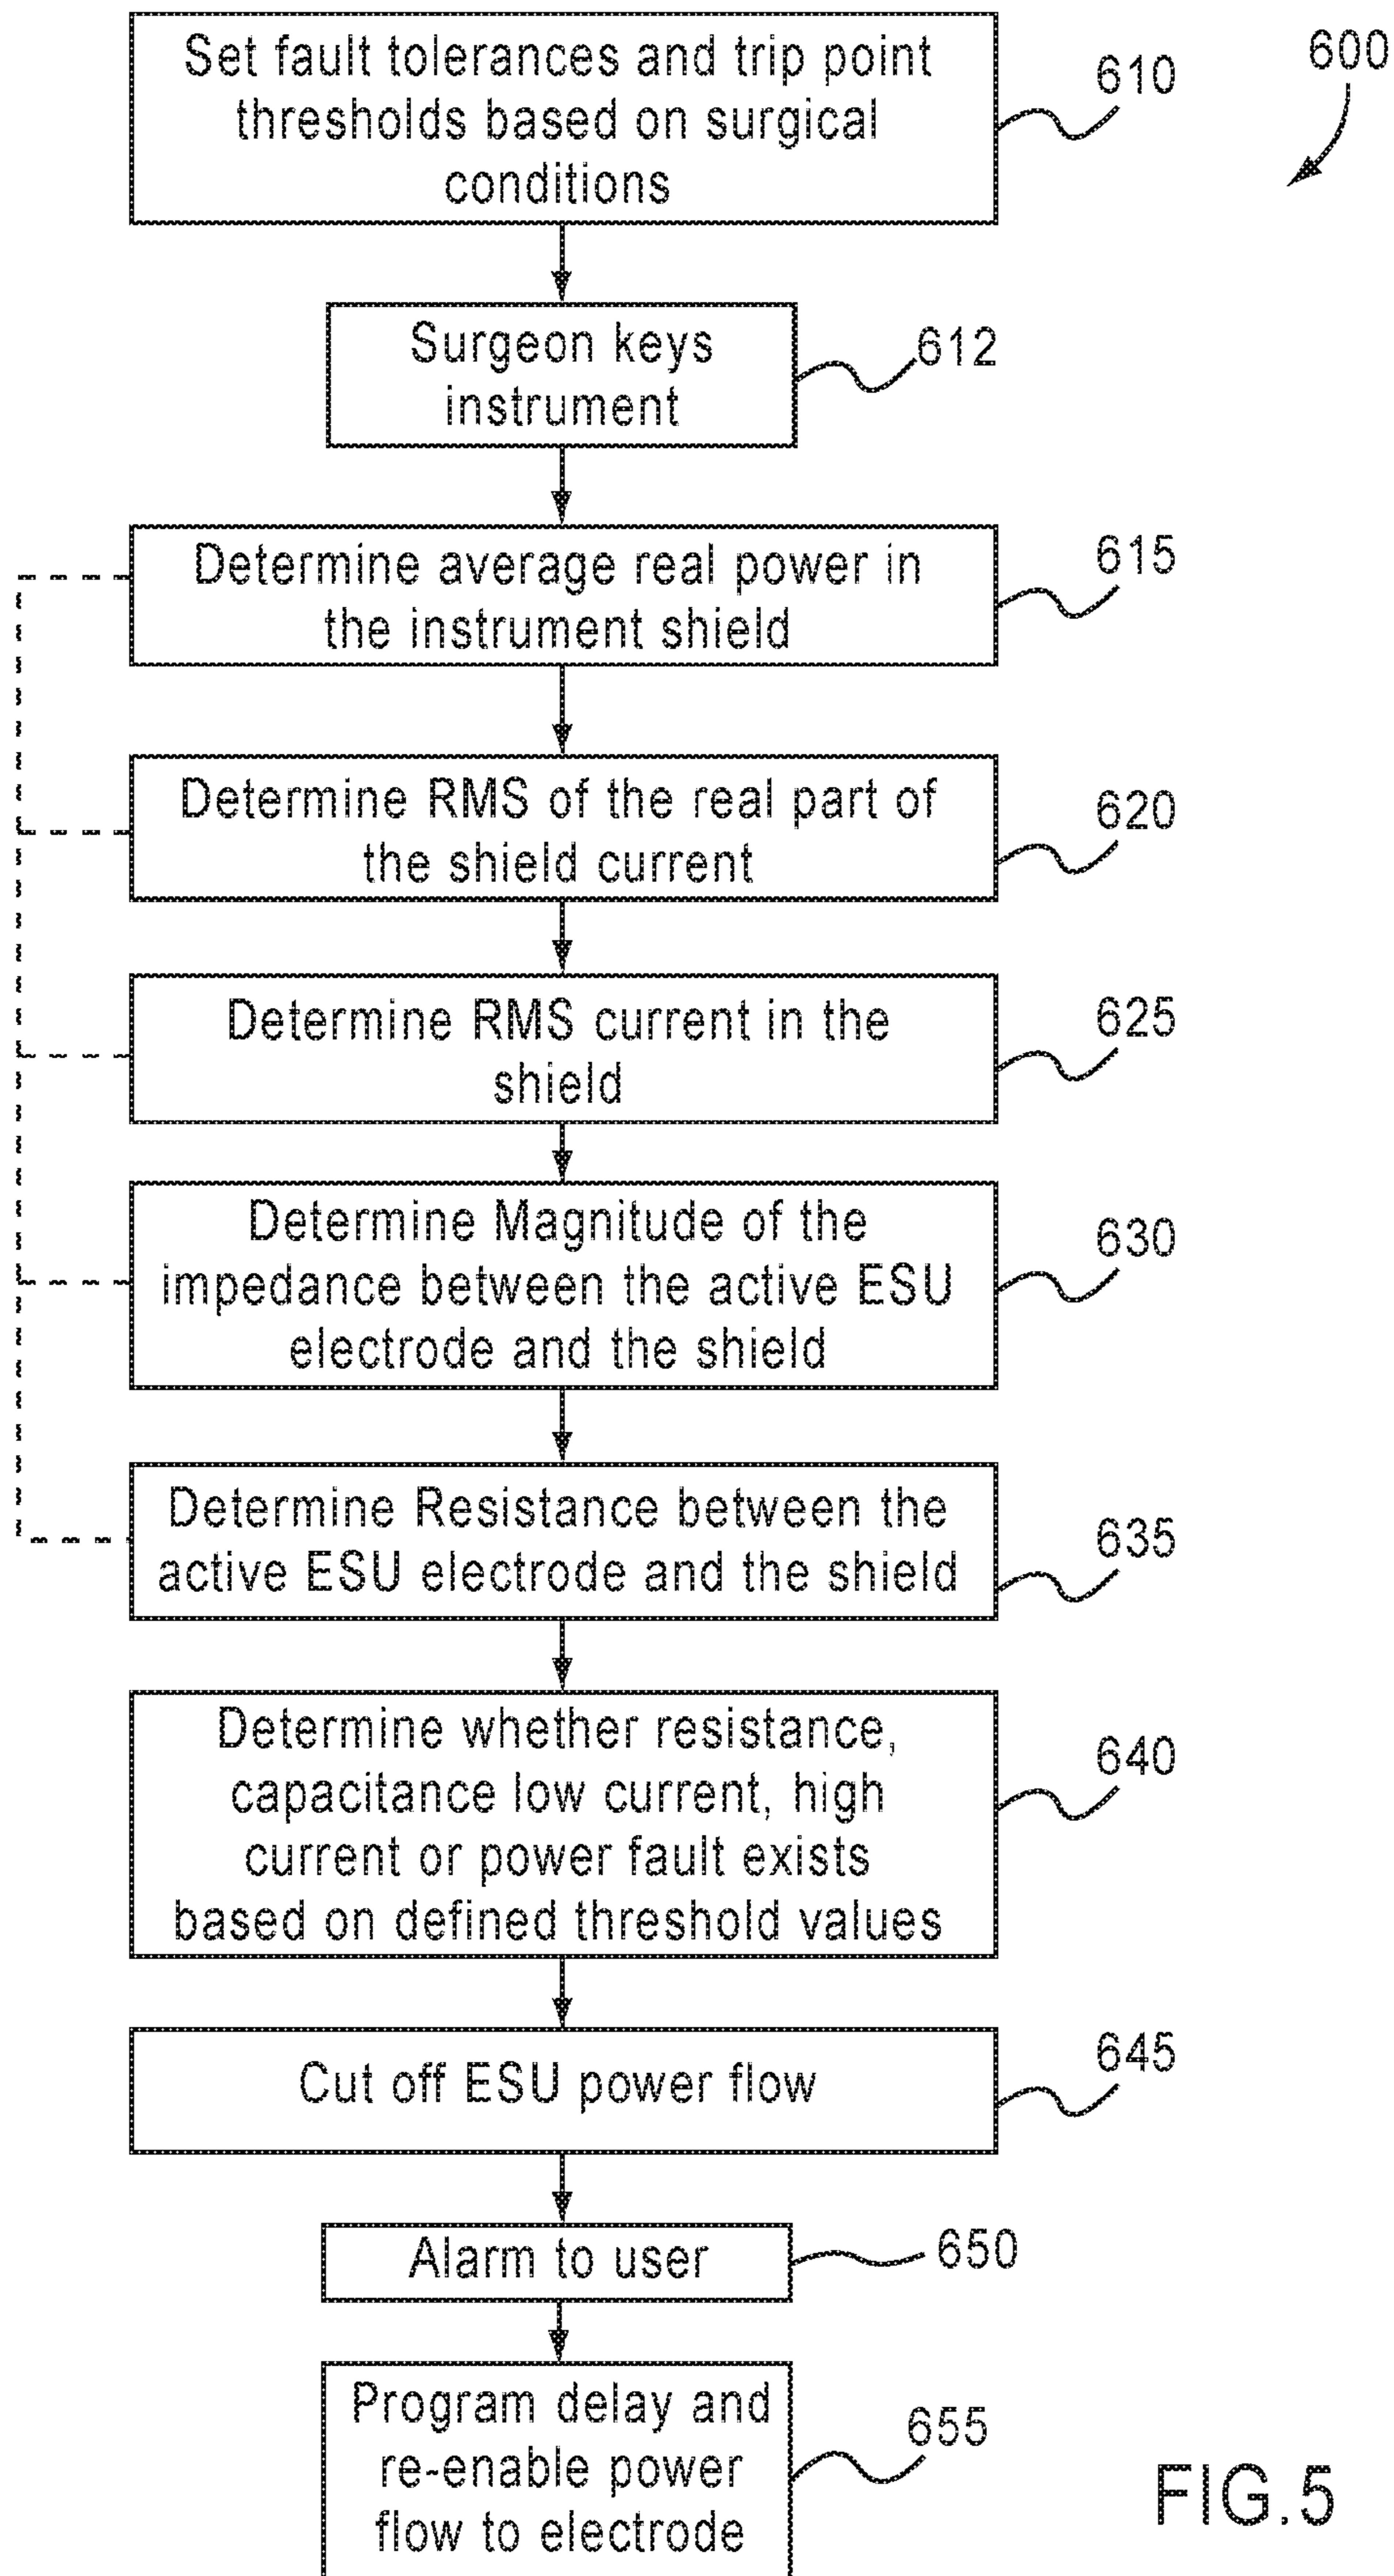 600
Set fault tolerances and trip point
thresholds based on surgical
conditions
610
Surgeon keys
instrument
612
Determine average real power in
the instrument shield
615
Determine RMS of the real part of
the shield current
620
Determine RMS current in the
shield
625
Determine Magnitude of the
impedance between the active ESU
electrode and the shield
630
Determine Resistance between the
active ESU electrode and the shield
635
Determine whether resistance,
capacitance low current, high
current or power fault exists
based on defined threshold values
640
Cut off ESU power flow
645
Alarm to user
650
Program delay and
re-enable power
flow to electrode
655
FIG.5